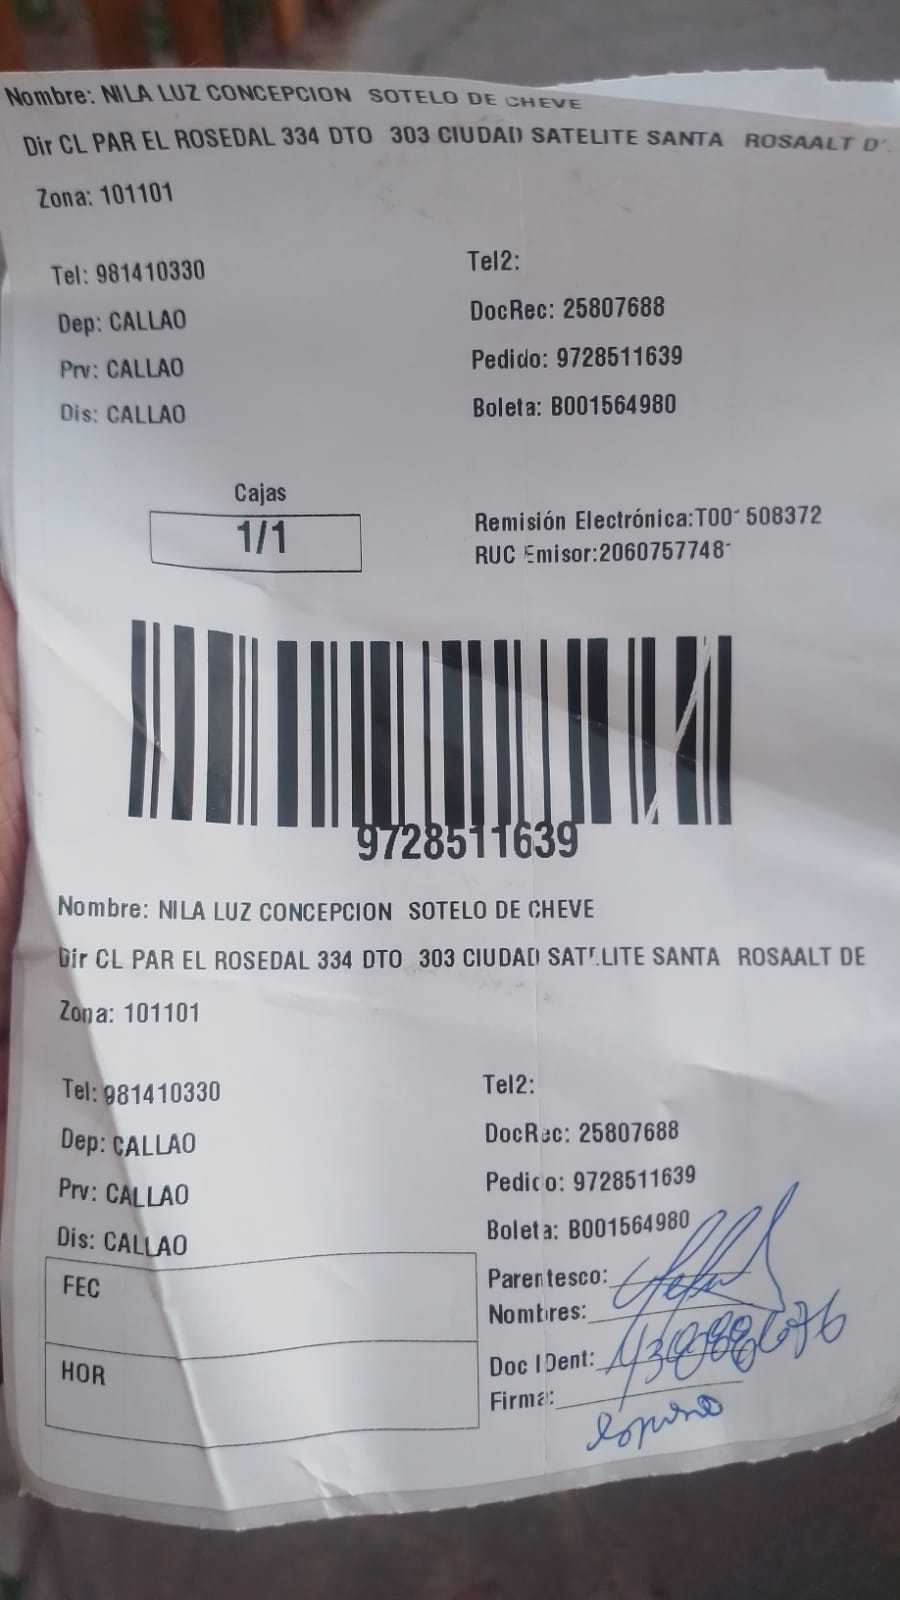 Nombre: NILA LUZ CONCEPCION SOTELO DE CHEVE
Dir CL PAR EL ROSEDAL 334 DTO 303 CIUDAD SATELITE SANTA ROSAALT D
Zona: 101101
Tel: 981410330 Tel2:
Dep: CALLAO DocRec: 25807688
Prv: CALLAO Pedido: 9728511639
Dis: CALLAO Boleta: B001564980
Cajas
1/1
Remisión Electrónica:T00 508372
RUC Emisor:2060757748
9728511639
Nombre: NILA LUZ CONCEPCION SOTELO DE CHEVE
Dir CL PAR EL ROSEDAL 334 DTO 303 CIUDAD SATELITE SANTA ROSAALT DE
Zona: 101101
Tel: 981410330 Tel2:
Dep: CALLAO DocRec: 25807688
Prv: CALLAO Pedido: 9728511639
Dis: CALLAO Boleta: B001564980
FEC
HOR
Parentesco:
Nombres:
Doc IDent:
Firma:
esposo